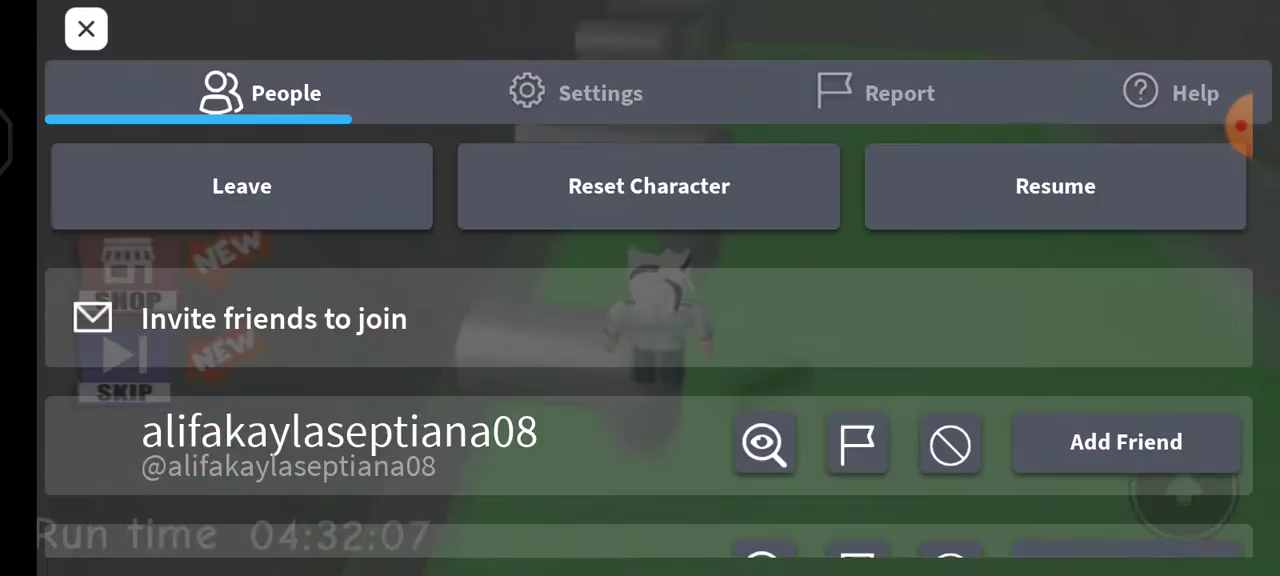 People
Settings
Report
Help
Leave
Reset Character
Resume
NEW
SHOP
Invite friends to join
NEW
SKIP
alifakaylaseptiana08
@alifakaylaseptiana08
Add Friend
Run time 04:32:07